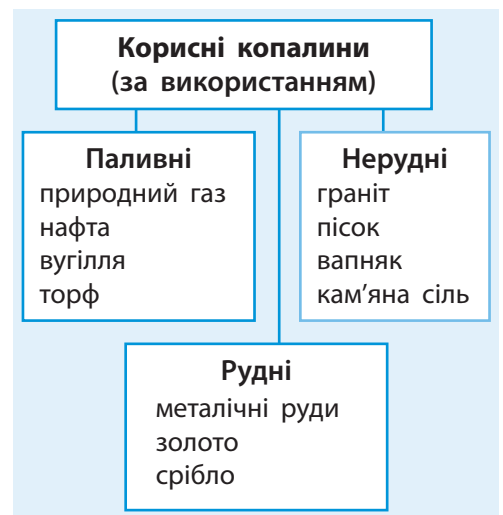 Корисні копалини
(за використанням)
Паливні
природний газ
нафта
вугілля
торф
Нерудні
граніт
пісок
вапняк
кам’яна сіль
Рудні
металічні руди
золото
срібло